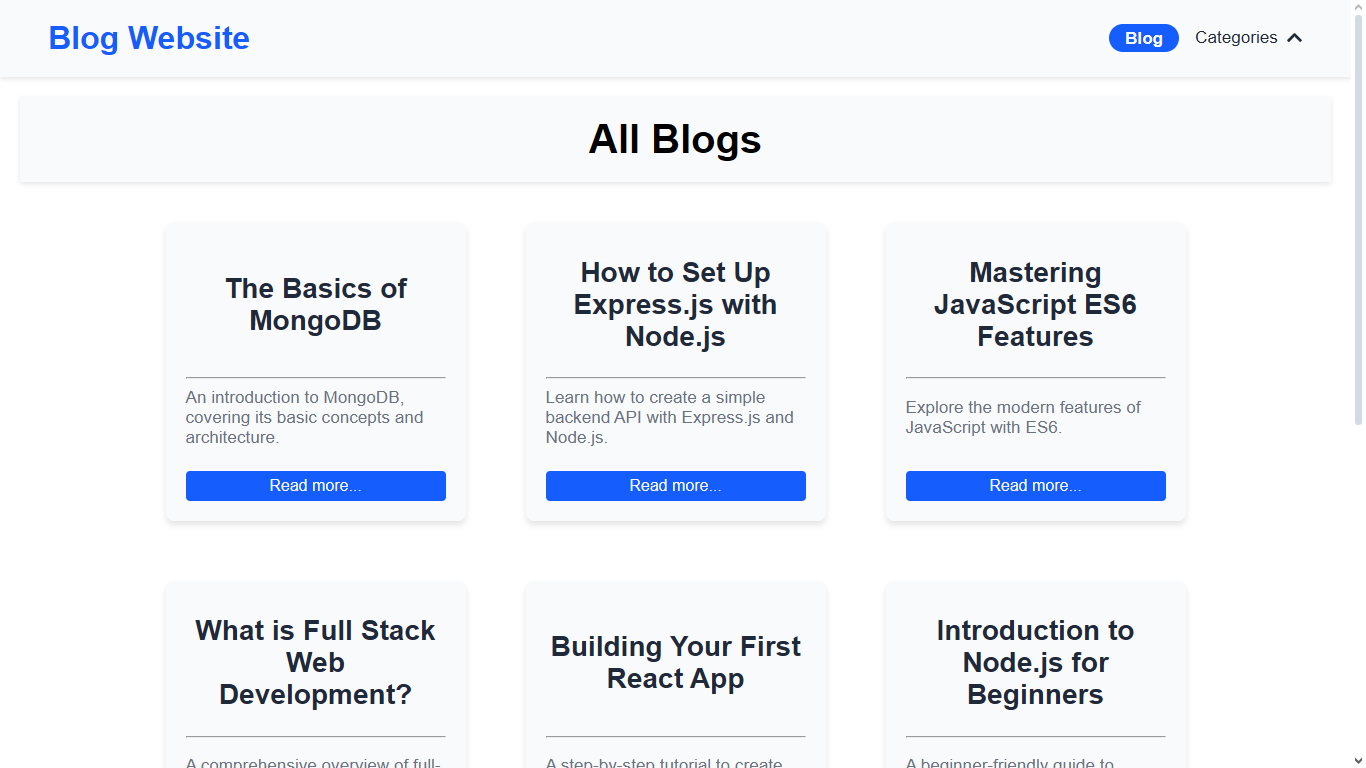 Blog Website
Blog
Categories
All Blogs
The Basics of
MongoDB
An introduction to MongoDB,
covering its basic concepts and
architecture.
Read more...
How to Set Up
Express.js with
Node.js
Learn how to create a simple
backend API with Express.js and
Node.js.
Read more...
Mastering
JavaScript ES6
Features
Explore the modern features of
JavaScript with ES6.
Read more...
What is Full Stack
Web
Development?
A comprehensive overview of full-
Building Your First
React App
A step-by-step tutorial to create
Introduction to
Node.js for
Beginners
A beginner-friendly guide to